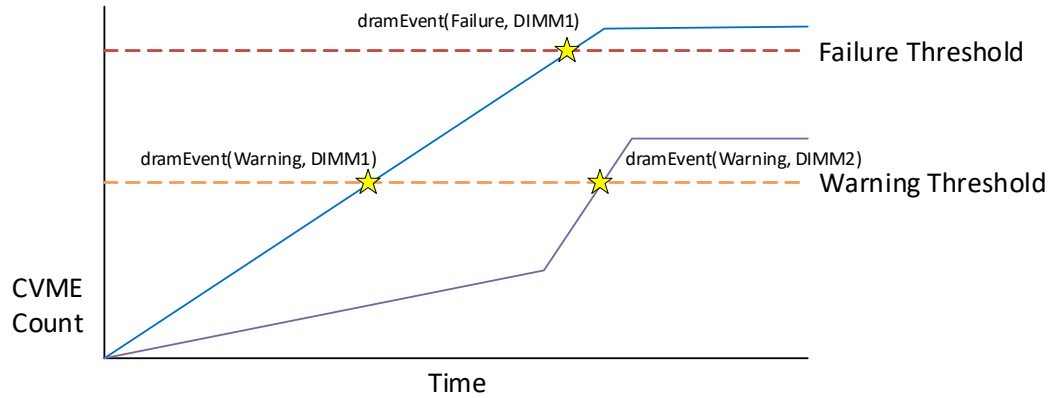 dramEvent(Failure, DIMM1)
Failure Threshold
dramEvent(Warning, DIMM1)
dramEvent(Warning, DIMM2)
Warning Threshold
CVME
Count
Time